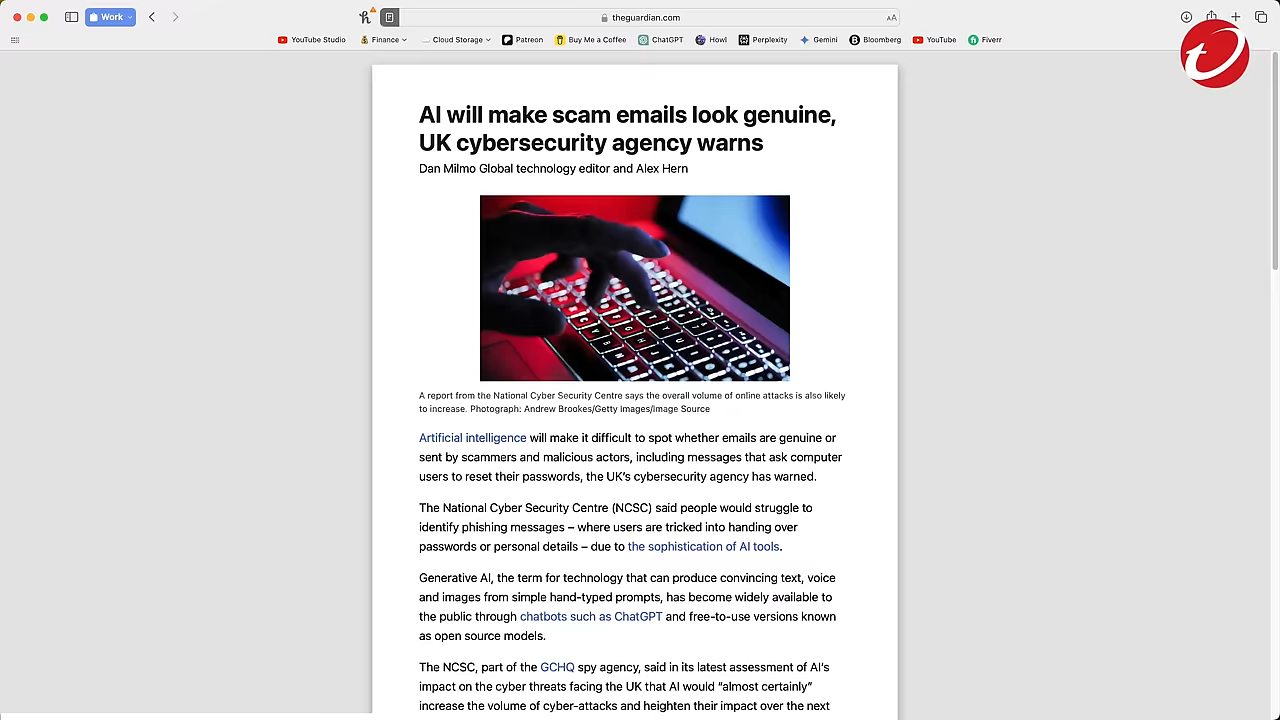 Work
theguardian.com
AA
YouTube Studio
Finance
Cloud Storage
Patreon
Buy Me a Coffee
ChatGPT
Howl
Perplexity
Gemini
Bloomberg
YouTube
Fiverr
AI will make scam emails look genuine,
UK cybersecurity agency warns
Dan Milmo Global technology editor and Alex Hern
A report from the National Cyber Security Centre says the overall volume of online attacks is also likely
to increase. Photograph: Andrew Brookes/Getty Images/Image Source
Artificial intelligence will make it difficult to spot whether emails are genuine or
sent by scammers and malicious actors, including messages that ask computer
users to reset their passwords, the UK’s cybersecurity agency has warned.
The National Cyber Security Centre (NCSC) said people would struggle to
identify phishing messages – where users are tricked into handing over
passwords or personal details – due to the sophistication of AI tools.
Generative AI, the term for technology that can produce convincing text, voice
and images from simple hand-typed prompts, has become widely available to
the public through chatbots such as ChatGPT and free-to-use versions known
as open source models.
The NCSC, part of the GCHQ spy agency, said in its latest assessment of AI’s
impact on the cyber threats facing the UK that AI would “almost certainly”
increase the volume of cyber-attacks and heighten their impact over the next